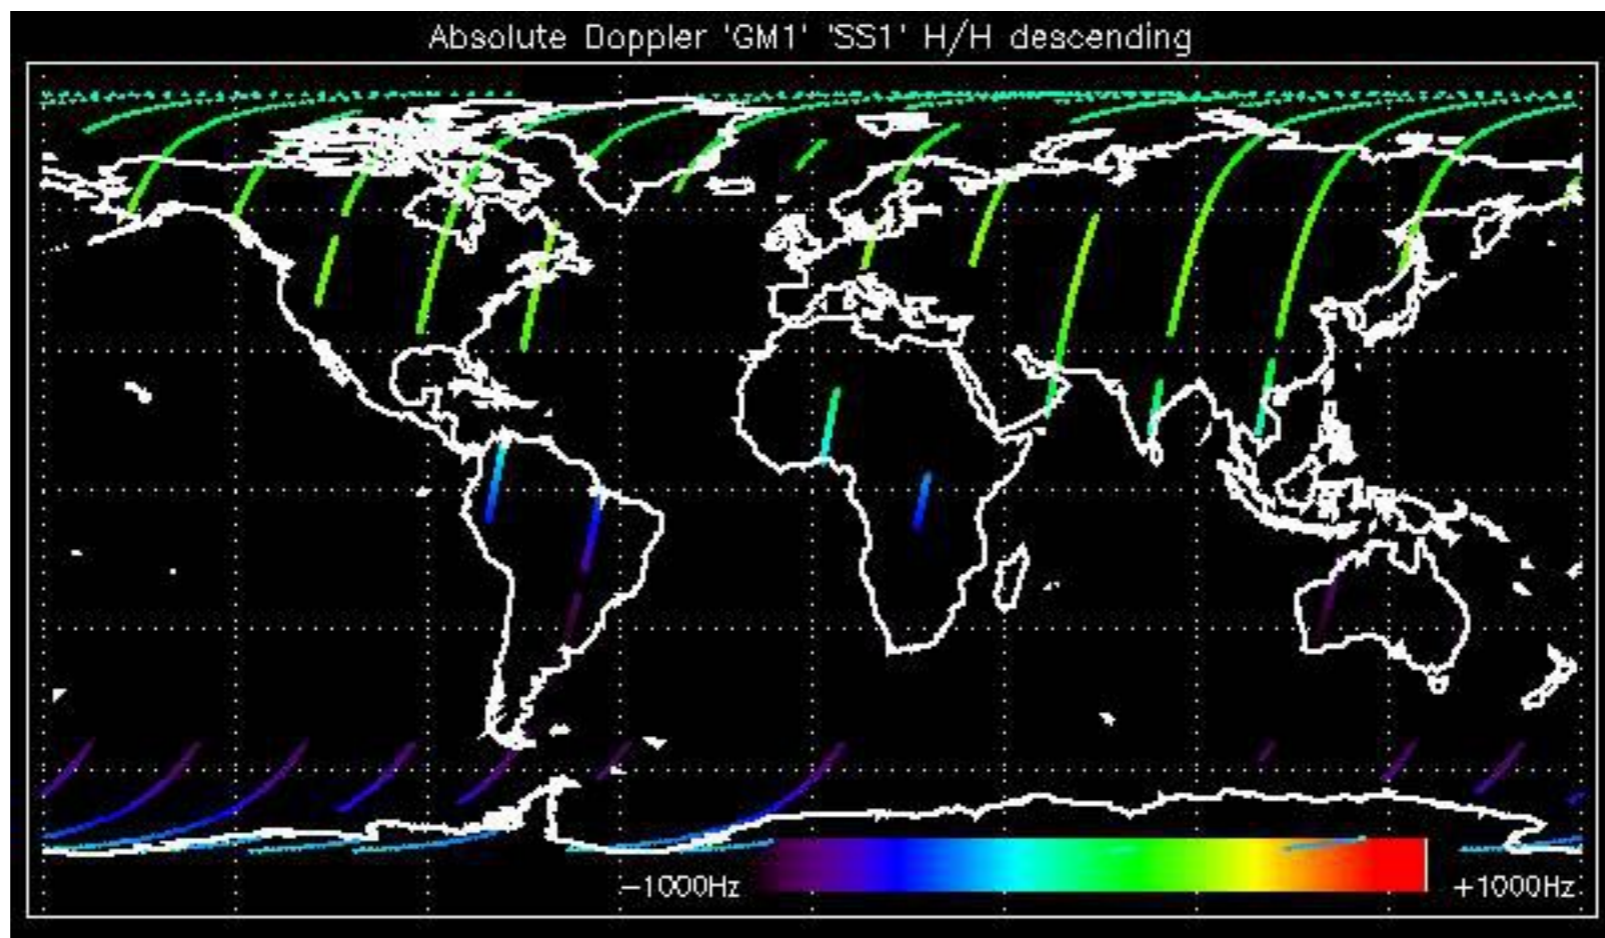 Absolute Doppler 'GM1' 'SS1' H/H descending
−1000Hz
+1000Hz